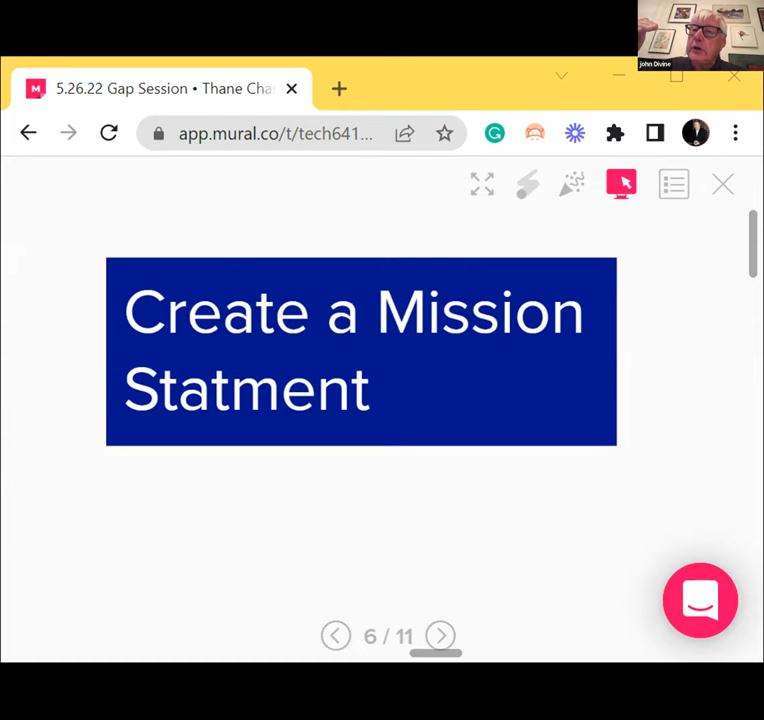 john Divine
5.26.22 Gap Session • Thane Cha
app.mural.co/t/tech641...
Create a Mission
Statment
6 / 11